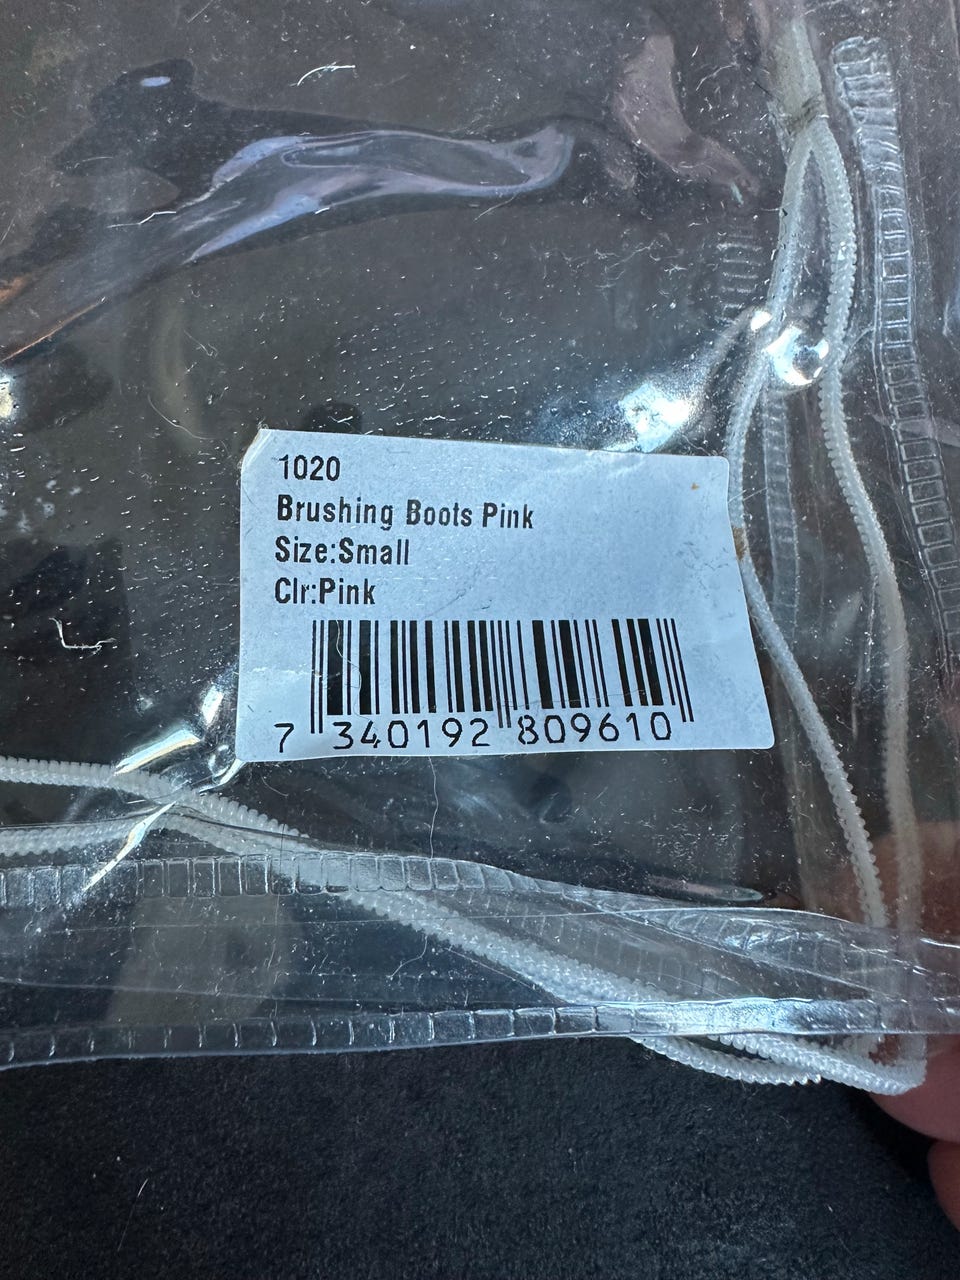 1020
Brushing Boots Pink
Size:Small
Clr:Pink
7 340192 809610